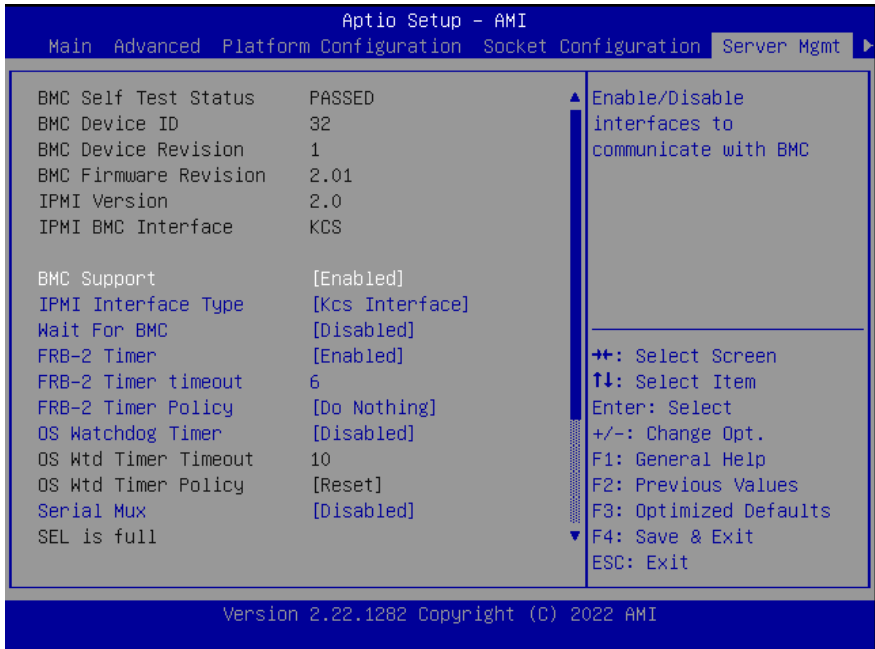 Aptio Setup – AMI
Main Advanced Platform Configuration Socket Configuration Server Mgmt ▶
BMC Self Test Status PASSED
BMC Device ID 32
BMC Device Revision 1
BMC Firmware Revision 2.01
IPMI Version 2.0
IPMI BMC Interface KCS
BMC Support [Enabled]
IPMI Interface Type [Kcs Interface]
Wait For BMC [Disabled]
FRB-2 Timer [Enabled]
FRB-2 Timer timeout 6
FRB-2 Timer Policy [Do Nothing]
OS Watchdog Timer [Disabled]
OS Wtd Timer Timeout 10
OS Wtd Timer Policy [Reset]
Serial Mux [Disabled]
SEL is full
Enable/Disable
interfaces to
communicate with BMC
→←: Select Screen
↑↓: Select Item
Enter: Select
+/-: Change Opt.
F1: General Help
F2: Previous Values
F3: Optimized Defaults
F4: Save & Exit
ESC: Exit
Version 2.22.1282 Copyright (C) 2022 AMI